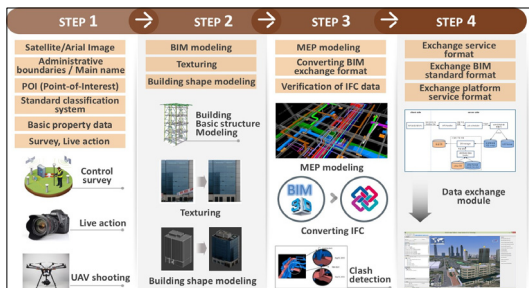 STEP 1
Satellite/Arial Image
Administrative
boundaries / Main name
POI (Point-of-Interest)
Standard classification
system
Basic property data
Survey, Live action
Control
survey
Live action
UAV shooting
STEP 2
BIM modeling
Texturing
Building shape modeling
Building
Basic structure
Modeling
Texturing
Building shape modeling
STEP 3
MEP modeling
Converting BIM
exchange format
Verification of IFC data
MEP modeling
BIM
3D
Converting IFC
Clash
detection
STEP 4
Exchange service
format
Exchange BIM
standard format
Exchange platform
service format
Data exchange
module